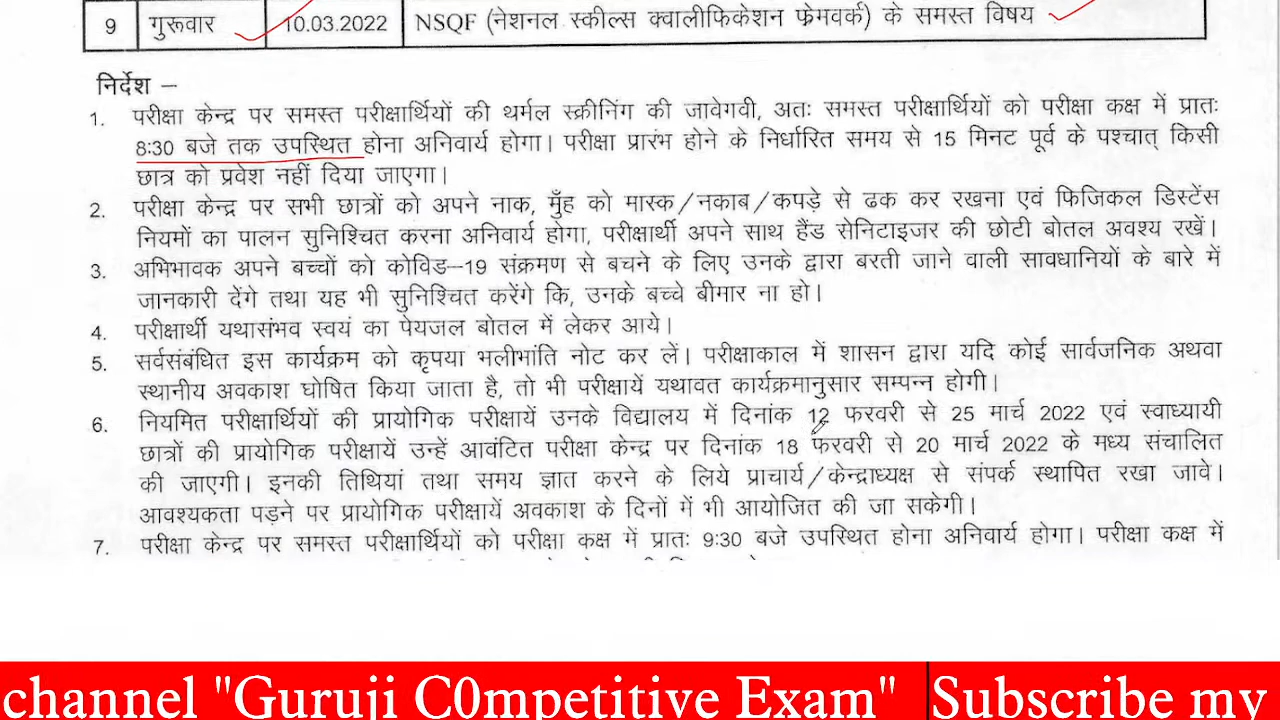 9 गुरूवार 10.03.2022 NSQF (नेशनल स्कील्स क्वालीफिकेशन फ्रेमवर्क) के समस्त विषय
निर्देश –
1. परीक्षा केन्द्र पर समस्त परीक्षार्थियों की थर्मल स्क्रीनिंग की जावेगवी, अतः समस्त परीक्षार्थियों को परीक्षा कक्ष में प्रातः
8:30 बजे तक उपस्थित होना अनिवार्य होगा। परीक्षा प्रारंभ होने के निर्धारित समय से 15 मिनट पूर्व के पश्चात् किसी
छात्र को प्रवेश नहीं दिया जाएगा।
2. परीक्षा केन्द्र पर सभी छात्रों को अपने नाक, मुँह को मास्क/नकाब/कपड़े से ढक कर रखना एवं फिजिकल डिस्टेंस
नियमों का पालन सुनिश्चित करना अनिवार्य होगा, परीक्षार्थी अपने साथ हैंड सेनिटाइजर की छोटी बोतल अवश्य रखें।
3. अभिभावक अपने बच्चों को कोविड–19 संक्रमण से बचने के लिए उनके द्वारा बरती जाने वाली सावधानियों के बारे में
जानकारी देंगे तथा यह भी सुनिश्चित करेंगे कि, उनके बच्चे बीमार ना हो।
4. परीक्षार्थी यथासंभव स्वयं का पेयजल बोतल में लेकर आये।
5. सर्वसंबंधित इस कार्यक्रम को कृपया भलीभांति नोट कर लें। परीक्षाकाल में शासन द्वारा यदि कोई सार्वजनिक अथवा
स्थानीय अवकाश घोषित किया जाता है, तो भी परीक्षायें यथावत कार्यक्रमानुसार सम्पन्न होगी।
6. नियमित परीक्षार्थियों की प्रायोगिक परीक्षायें उनके विद्यालय में दिनांक 12 फरवरी से 25 मार्च 2022 एवं स्वाध्यायी
छात्रों की प्रायोगिक परीक्षायें उन्हें आवंटित परीक्षा केन्द्र पर दिनांक 18 फरवरी से 20 मार्च 2022 के मध्य संचालित
की जाएगी। इनकी तिथियां तथा समय ज्ञात करने के लिये प्राचार्य/केन्द्राध्यक्ष से संपर्क स्थापित रखा जावे।
आवश्यकता पड़ने पर प्रायोगिक परीक्षायें अवकाश के दिनों में भी आयोजित की जा सकेगी।
7. परीक्षा केन्द्र पर समस्त परीक्षार्थियों को परीक्षा कक्ष में प्रातः 9:30 बजे उपस्थित होना अनिवार्य होगा। परीक्षा कक्ष में
channel "Guruji C0mpetitive Exam" Subscribe my